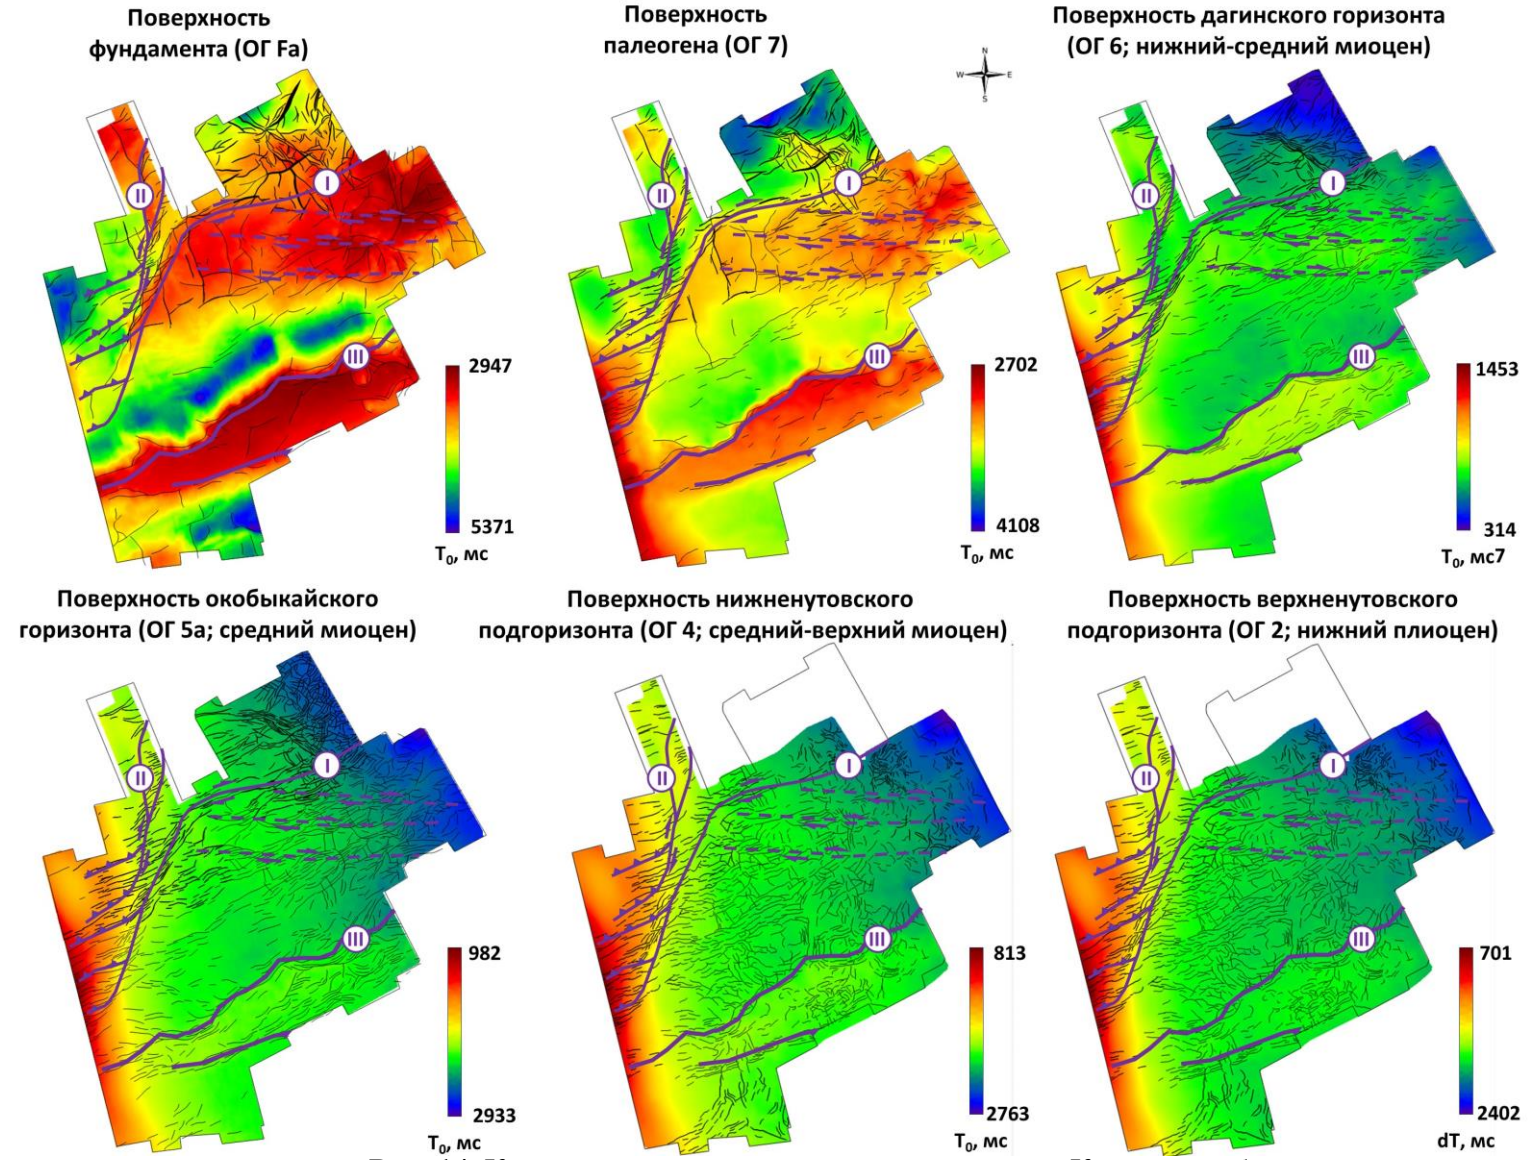 Поверхность
фундамента (ОГ Fа)
Поверхность
палеогена (ОГ 7)
Поверхность дагинского горизонта
(ОГ 6; нижний-средний миоцен)
N
W
E
S
I
II
III
2947
5371
T₀, мс
I
II
III
2702
4108
T₀, мс
I
II
III
1453
314
T₀, мс7
Поверхность окобыкайского
горизонта (ОГ 5а; средний миоцен)
Поверхность нижненутовского
подгоризонта (ОГ 4; средний-верхний миоцен)
Поверхность верхненутовского
подгоризонта (ОГ 2; нижний плиоцен)
I
II
III
982
2933
T₀, мс
I
II
III
813
2763
T₀, мс
I
II
III
701
2402
dT, мс